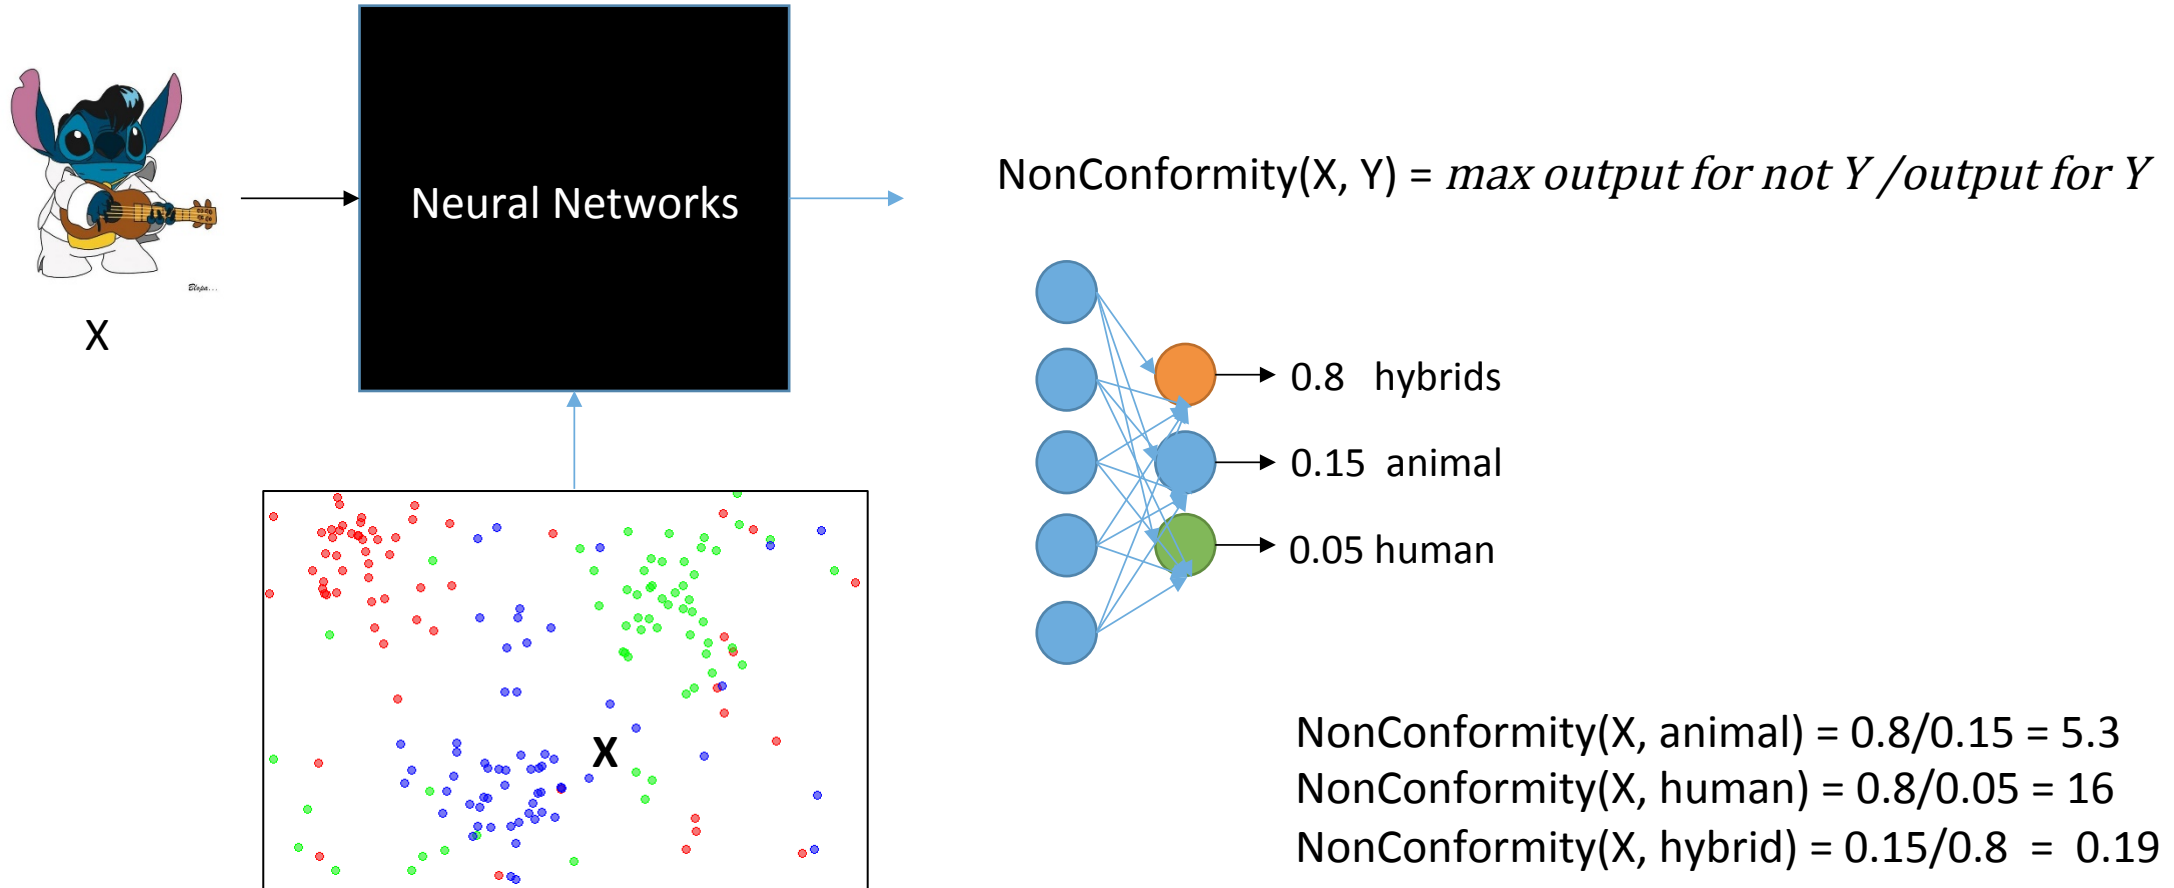 Neural Networks
NonConformity(X, Y) = max output for not Y /output for Y
Blopa...
X
0.8 hybrids
0.15 animal
0.05 human
X
NonConformity(X, animal) = 0.8/0.15 = 5.3
NonConformity(X, human) = 0.8/0.05 = 16
NonConformity(X, hybrid) = 0.15/0.8 = 0.19